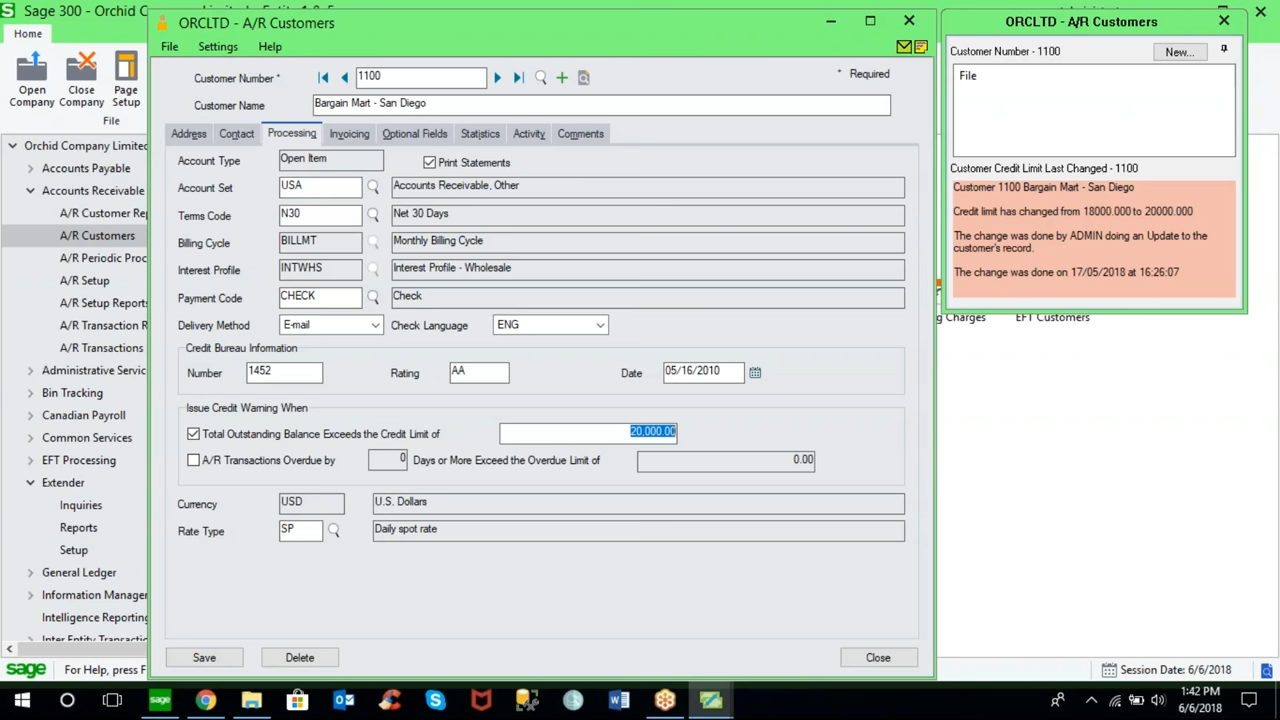 Sage 300 - Orchid
Home
Open
Company
Close
Company
Page
Setup
File
Orchid Company Limited
Accounts Payable
Accounts Receivable
A/R Customer Re
A/R Customers
A/R Periodic Proc
A/R Setup
A/R Setup Reports
A/R Transaction R
A/R Transactions
Administrative Servic
Bin Tracking
Canadian Payroll
Common Services
EFT Processing
Extender
Inquiries
Reports
Setup
General Ledger
Information Manager
Intelligence Reporting
Inter Entity Transacti
sage
For Help, press F
ORCLTD - A/R Customers
File Settings Help
Customer Number * 1100
* Required
Customer Name Bargain Mart - San Diego
Address Contact Processing Invoicing Optional Fields Statistics Activity Comments
Account Type Open Item Print Statements
Account Set USA Accounts Receivable, Other
Terms Code N30 Net 30 Days
Billing Cycle BILLMT Monthly Billing Cycle
Interest Profile INTWHS Interest Profile - Wholesale
Payment Code CHECK Check
Delivery Method E-mail Check Language ENG
Credit Bureau Information
Number 1452 Rating AA Date 05/16/2010
Issue Credit Warning When
Total Outstanding Balance Exceeds the Credit Limit of 20,000.00
A/R Transactions Overdue by 0 Days or More Exceed the Overdue Limit of 0.00
Currency USD U.S. Dollars
Rate Type SP Daily spot rate
Save Delete Close
ORCLTD - A/R Customers
Customer Number - 1100 New...
File
Customer Credit Limit Last Changed - 1100
Customer 1100 Bargain Mart - San Diego
Credit limit has changed from 18000.000 to 20000.000
The change was done by ADMIN doing an Update to the
customer's record.
The change was done on 17/05/2018 at 16:26:07
g Charges EFT Customers
Session Date: 6/6/2018
sage
1:42 PM
6/6/2018